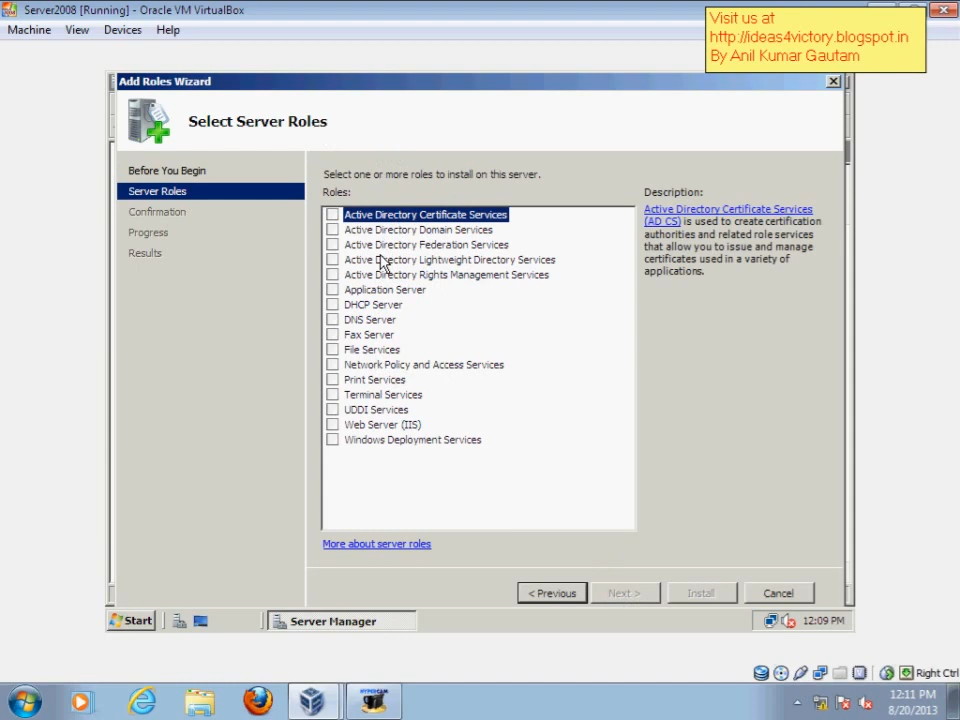 Server2008 [Running] - Oracle VM VirtualBox
Machine View Devices Help
Visit us at
http://ideas4victory.blogspot.in
By Anil Kumar Gautam
Add Roles Wizard
Select Server Roles
Before You Begin
Server Roles
Confirmation
Progress
Results
Select one or more roles to install on this server.
Roles:
Active Directory Certificate Services
Active Directory Domain Services
Active Directory Federation Services
Active Directory Lightweight Directory Services
Active Directory Rights Management Services
Application Server
DHCP Server
DNS Server
Fax Server
File Services
Network Policy and Access Services
Print Services
Terminal Services
UDDI Services
Web Server (IIS)
Windows Deployment Services
More about server roles
Description:
Active Directory Certificate Services
(AD CS) is used to create certification
authorities and related role services
that allow you to issue and manage
certificates used in a variety of
applications.
< Previous Next > Install Cancel
Start Server Manager 12:09 PM
Right Ctrl
HYPERCAM
12:11 PM
8/20/2013